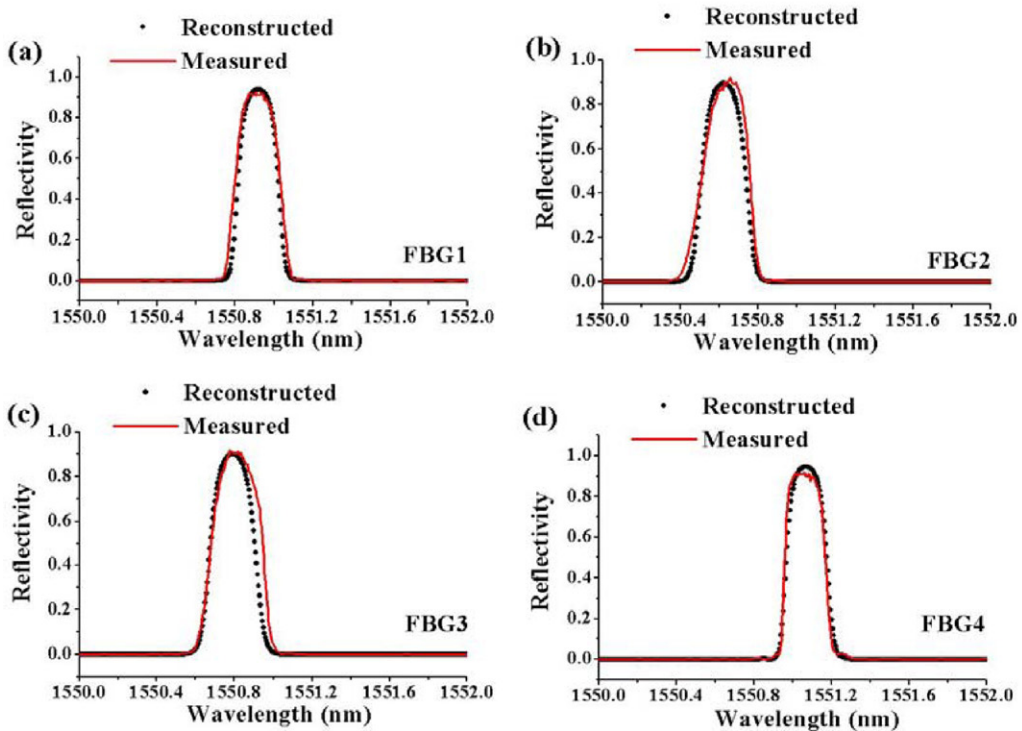 (a)
Reconstructed
Measured
1.0
0.8
0.6
0.4
0.2
0.0
Reflectivity
FBG1
1550.0 1550.4 1550.8 1551.2 1551.6 1552.0
Wavelength (nm)
(b)
Reconstructed
Measured
1.0
0.8
0.6
0.4
0.2
0.0
Reflectivity
FBG2
1550.0 1550.4 1550.8 1551.2 1551.6 1552.0
Wavelength (nm)
(c)
Reconstructed
Measured
1.0
0.8
0.6
0.4
0.2
0.0
Reflectivity
FBG3
1550.0 1550.4 1550.8 1551.2 1551.6 1552.0
Wavelength (nm)
(d)
Reconstructed
Measured
1.0
0.8
0.6
0.4
0.2
0.0
Reflectivity
FBG4
1550.0 1550.4 1550.8 1551.2 1551.6 1552.0
Wavelength (nm)